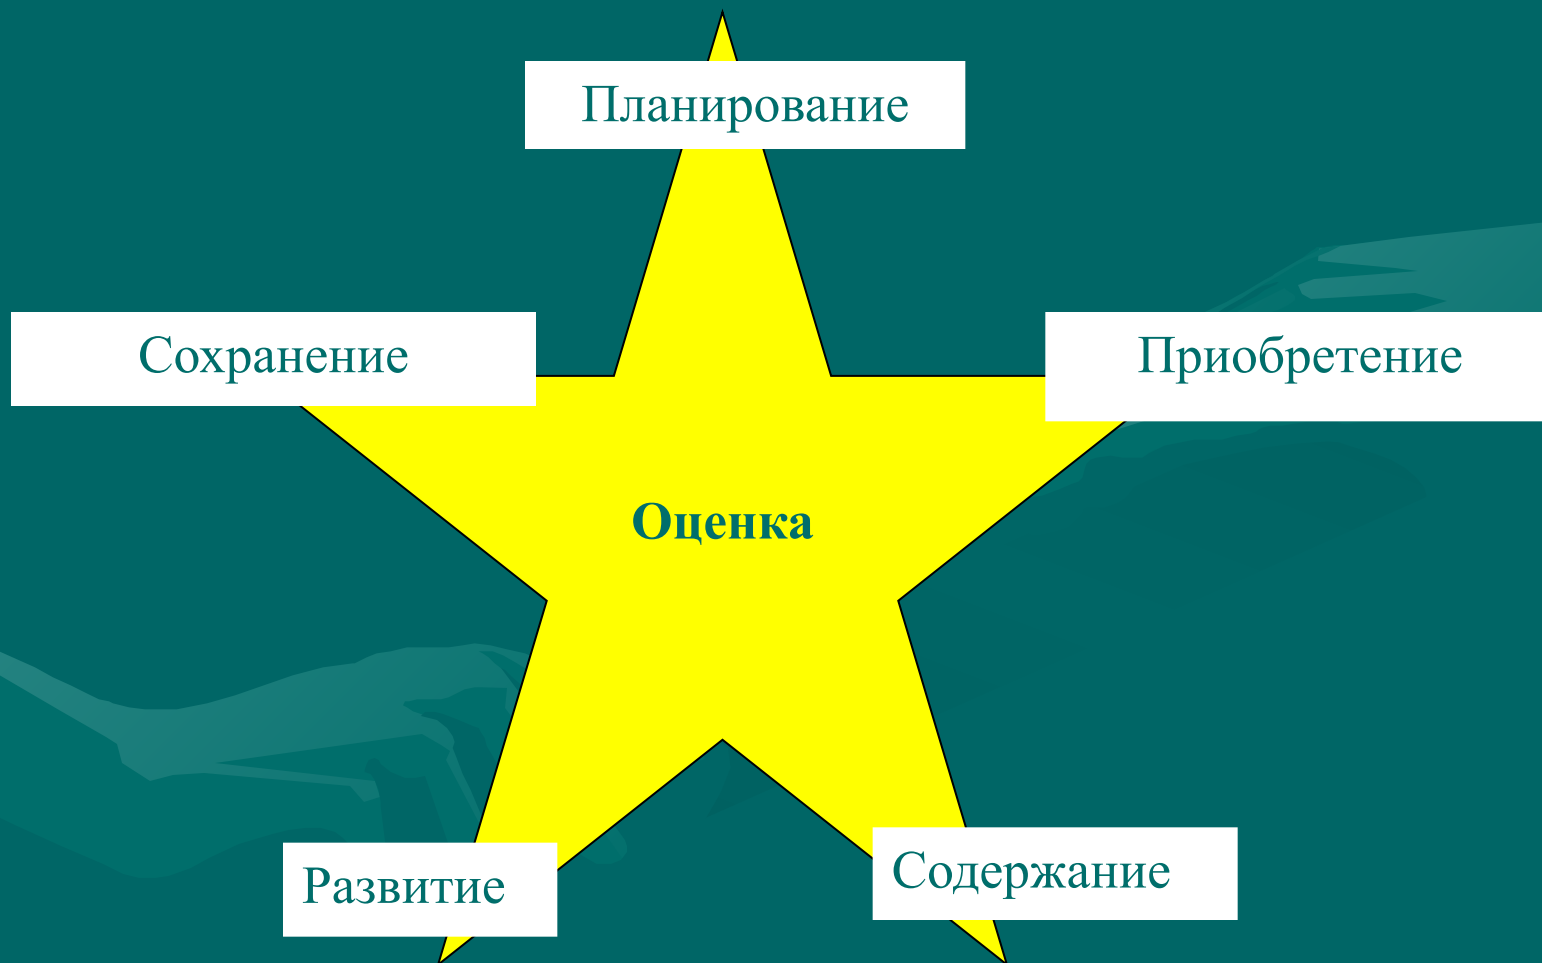 Планирование
Сохранение
Приобретение
Оценка
Развитие
Содержание